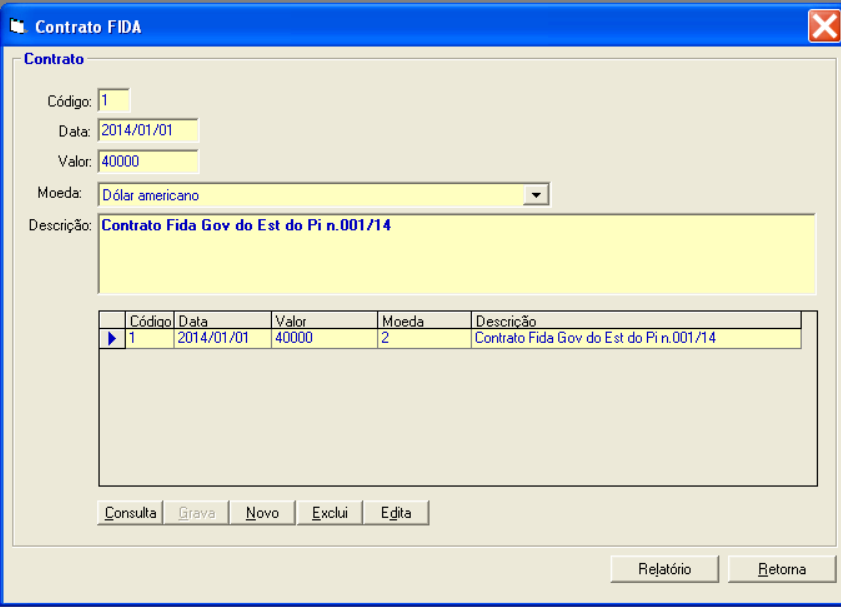 Contrato FIDA
Contrato
Código: 1
Data: 2014/01/01
Valor: 40000
Moeda: Dólar americano
Descrição: Contrato Fida Gov do Est do Pi n.001/14
Código Data Valor Moeda Descrição
1 2014/01/01 40000 2 Contrato Fida Gov do Est do Pi n.001/14
Consulta Grava Novo Exclui Edita
Relatório Retorna